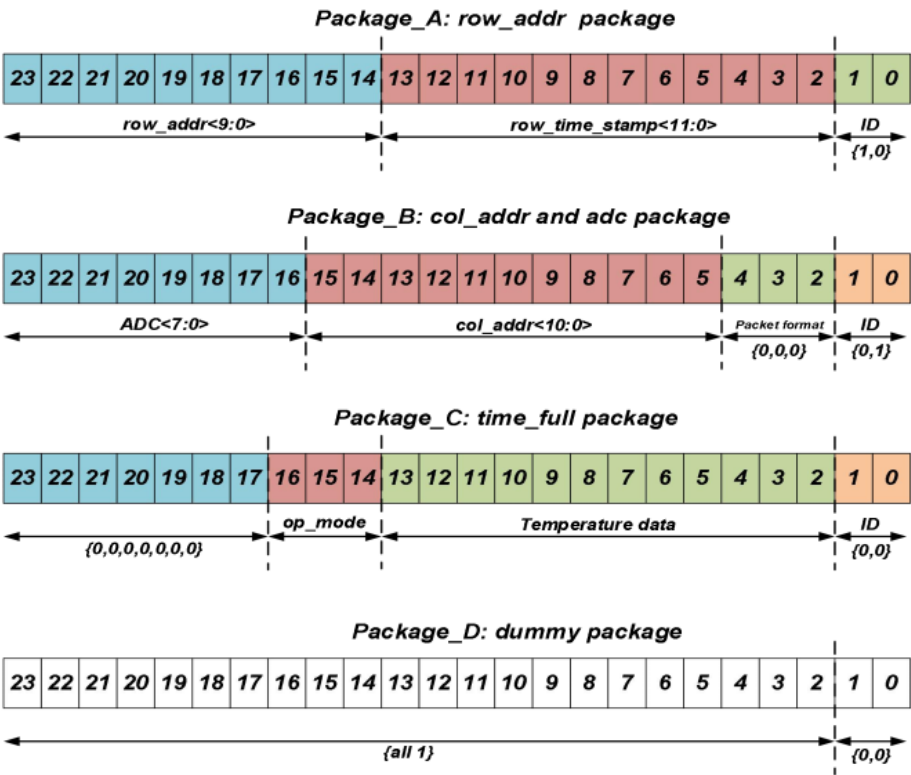 Package_A: row_addr package
23 22 21 20 19 18 17 16 15 14 13 12 11 10 9 8 7 6 5 4 3 2 1 0
row_addr<9:0> row_time_stamp<11:0> ID
{1,0}
Package_B: col_addr and adc package
23 22 21 20 19 18 17 16 15 14 13 12 11 10 9 8 7 6 5 4 3 2 1 0
ADC<7:0> col_addr<10:0> Packet format ID
{0,0,0} {0,1}
Package_C: time_full package
23 22 21 20 19 18 17 16 15 14 13 12 11 10 9 8 7 6 5 4 3 2 1 0
op_mode Temperature data ID
{0,0,0,0,0,0,0} {0,0}
Package_D: dummy package
23 22 21 20 19 18 17 16 15 14 13 12 11 10 9 8 7 6 5 4 3 2 1 0
{all 1} {0,0}